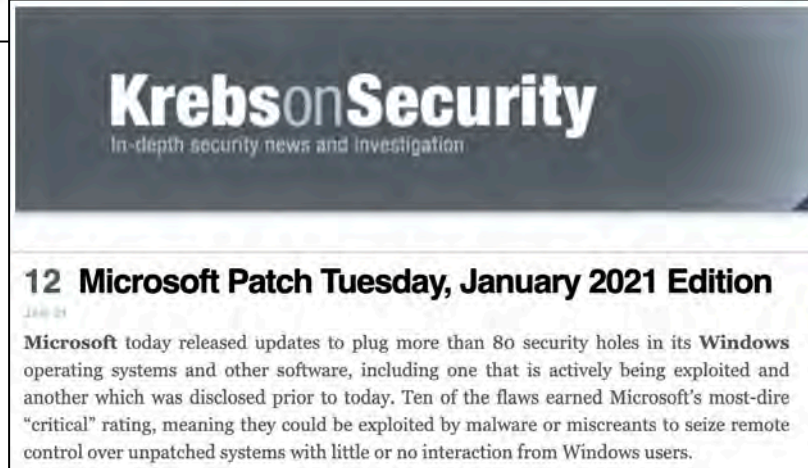 KrebsonSecurity
In-depth security news and investigation
12 Microsoft Patch Tuesday, January 2021 Edition
JAN 21
Microsoft today released updates to plug more than 80 security holes in its Windows
operating systems and other software, including one that is actively being exploited and
another which was disclosed prior to today. Ten of the flaws earned Microsoft's most-dire
“critical” rating, meaning they could be exploited by malware or miscreants to seize remote
control over unpatched systems with little or no interaction from Windows users.